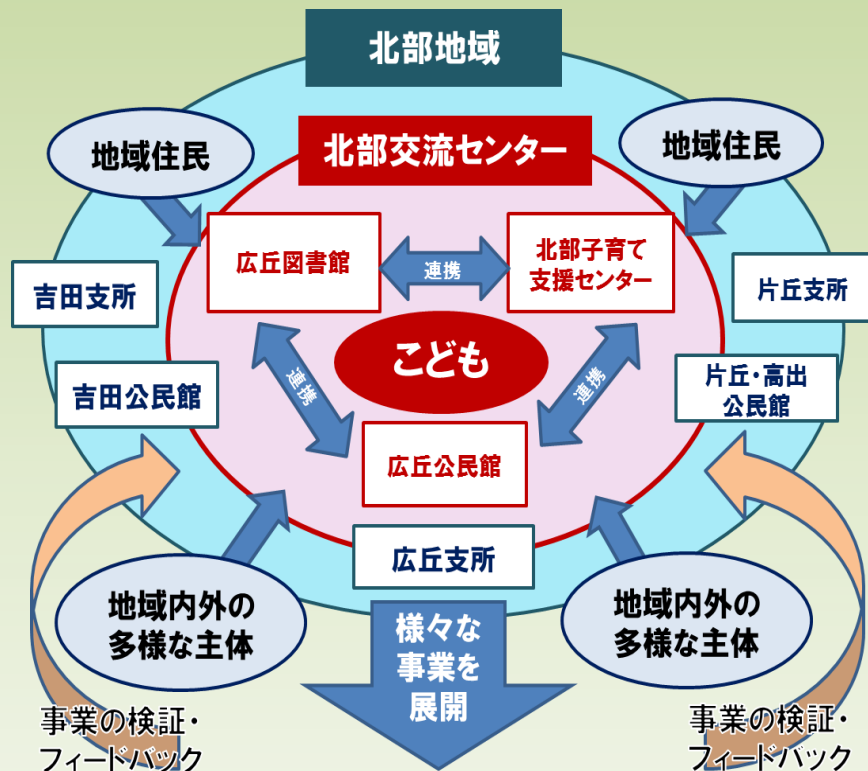 北部地域
地域住民
北部交流センター
地域住民
広丘図書館
連携
北部子育て
支援センター
吉田支所
片丘支所
こども
吉田公民館
連携
連携
片丘・高出
公民館
広丘公民館
広丘支所
地域内外の
多様な主体
様々な
事業を
展開
地域内外の
多様な主体
事業の検証・
フィードバック
事業の検証・
フィードバック